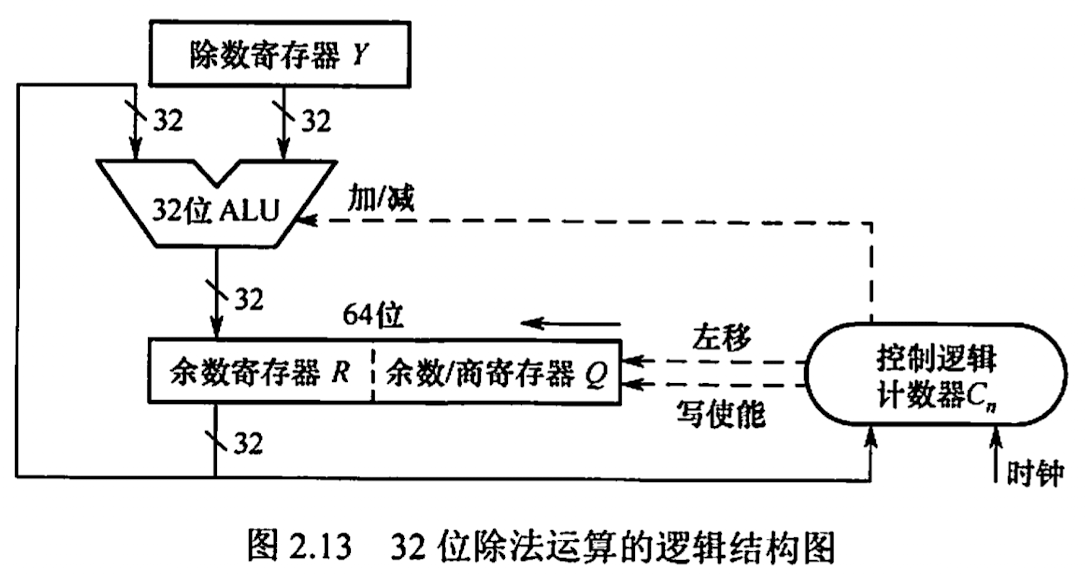 除数寄存器 Y
32
32
32位 ALU
加/减
32
64位
余数寄存器 R
余数/商寄存器 Q
左移
写使能
控制逻辑
计数器Cₙ
32
时钟
图 2.13 32 位除法运算的逻辑结构图